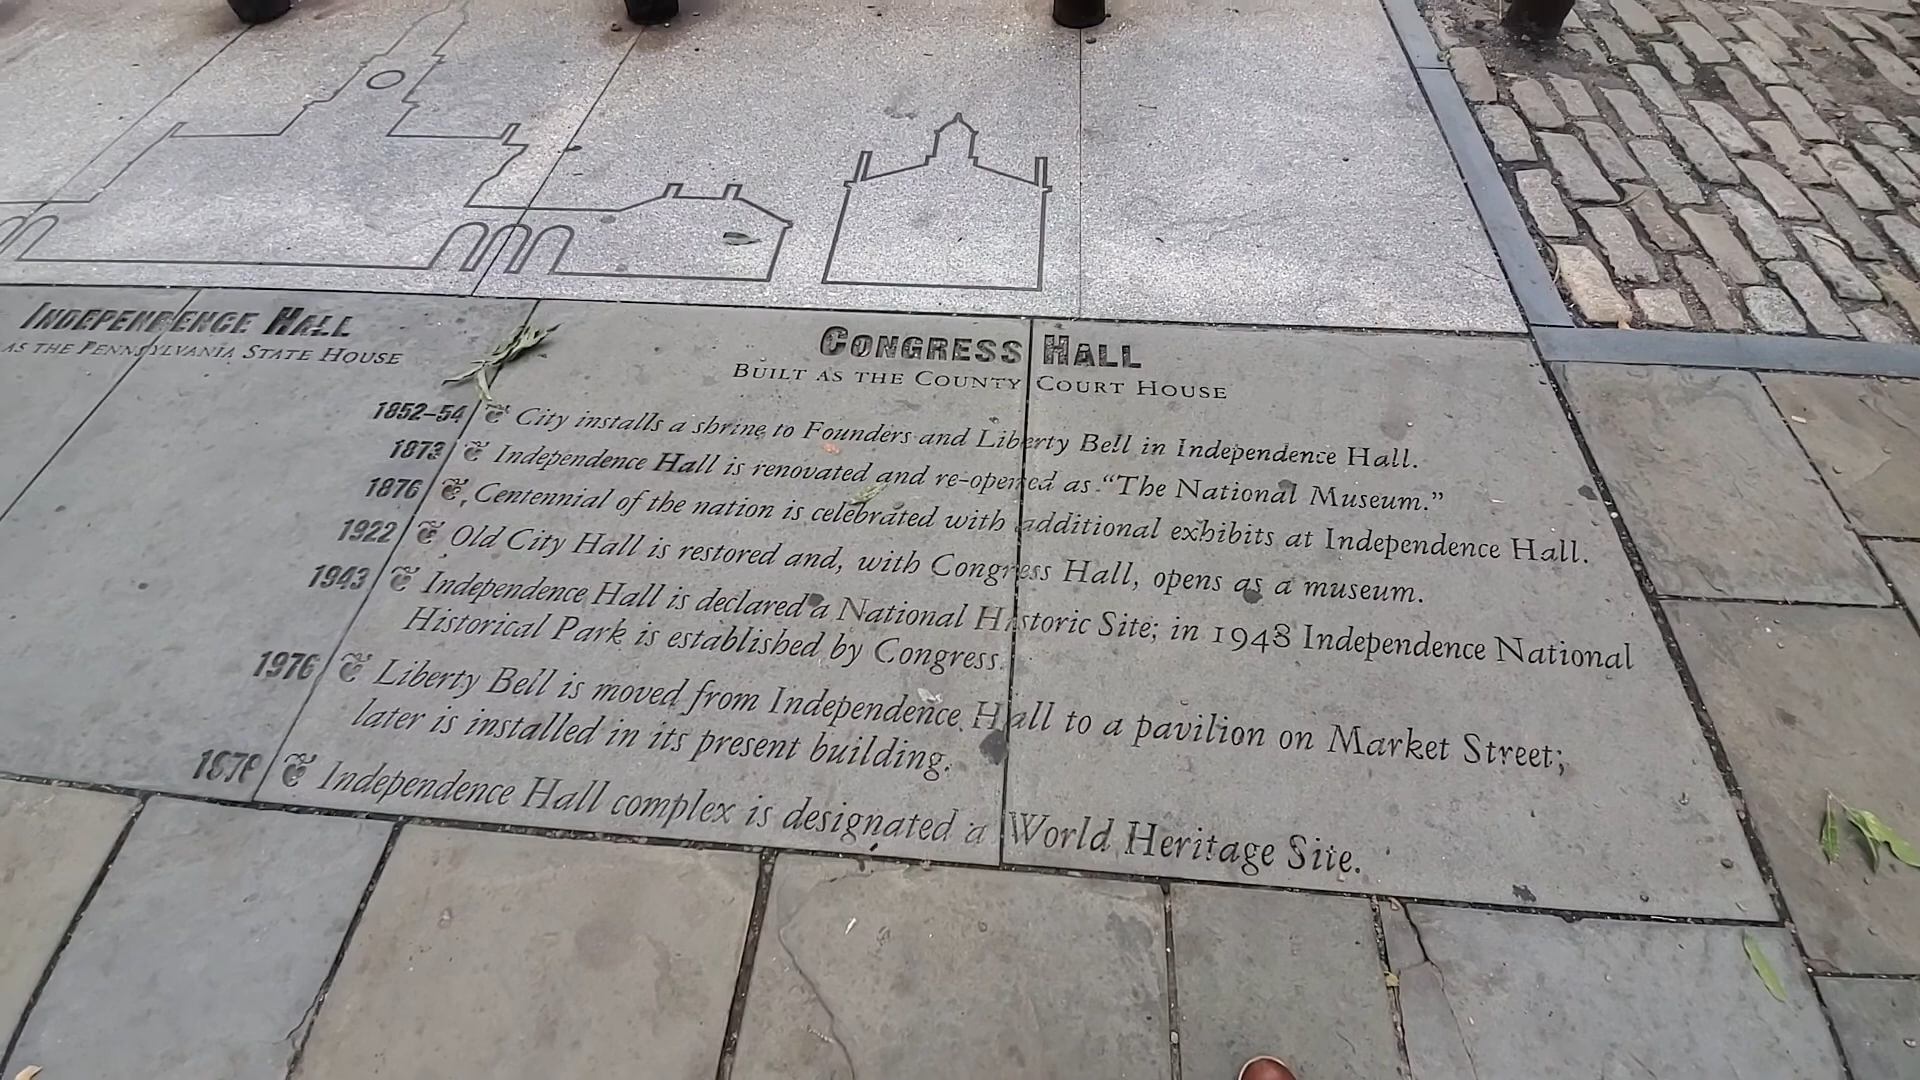 INDEPENDENCE HALL
AS THE PENNSYLVANIA STATE HOUSE
CONGRESS HALL
BUILT AS THE COUNTY COURT HOUSE
1852–54 City installs a shrine to Founders and Liberty Bell in Independence Hall.
1873 Independence Hall is renovated and re-opened as “The National Museum.”
1876 Centennial of the nation is celebrated with additional exhibits at Independence Hall.
1922 Old City Hall is restored and, with Congress Hall, opens as a museum.
1943 Independence Hall is declared a National Historic Site; in 1948 Independence National
Historical Park is established by Congress.
1976 Liberty Bell is moved from Independence Hall to a pavilion on Market Street;
later is installed in its present building.
Independence Hall complex is designated a World Heritage Site.